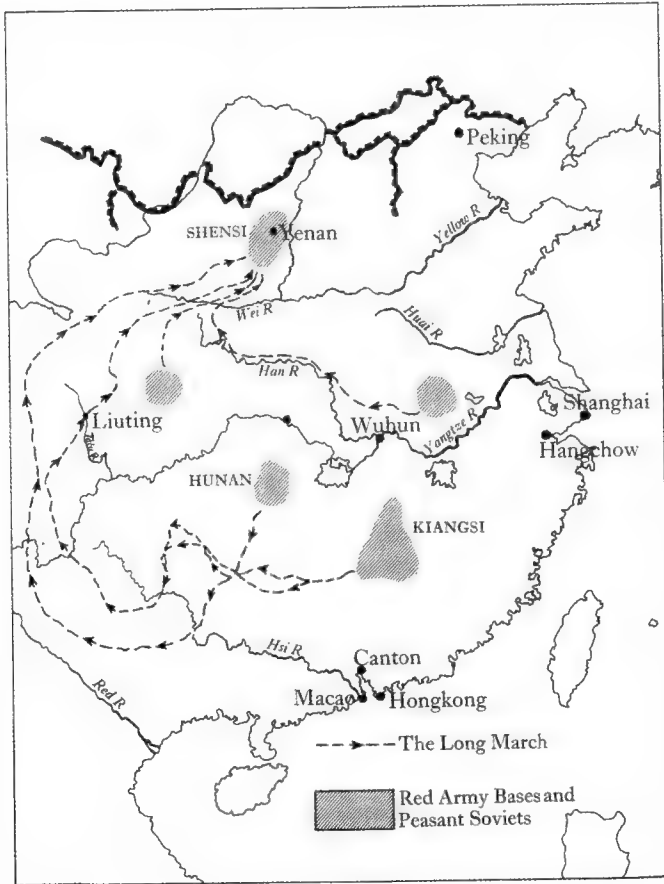 Peking
SHENSI
Yenan
Yellow R
Wei R
Huai R
Han R
Liuting
Tatu R
Wuhun
Yangtze R
Shanghai
Hangchow
HUNAN
KIANGSI
Hsi R
Canton
Red R
Macao
Hongkong
The Long March
Red Army Bases and
Peasant Soviets